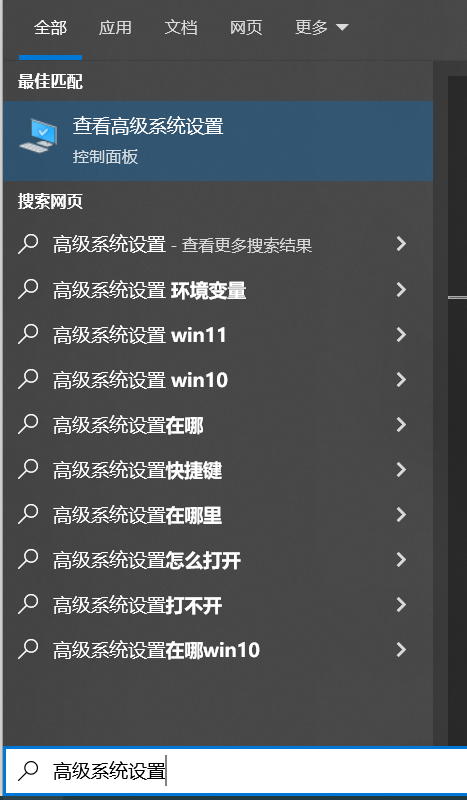 全部 应用 文档 网页 更多
最佳匹配
查看高级系统设置
控制面板
搜索网页
高级系统设置 - 查看更多搜索结果
高级系统设置 环境变量
高级系统设置 win11
高级系统设置 win10
高级系统设置在哪
高级系统设置快捷键
高级系统设置在哪里
高级系统设置怎么打开
高级系统设置打不开
高级系统设置在哪win10
高级系统设置